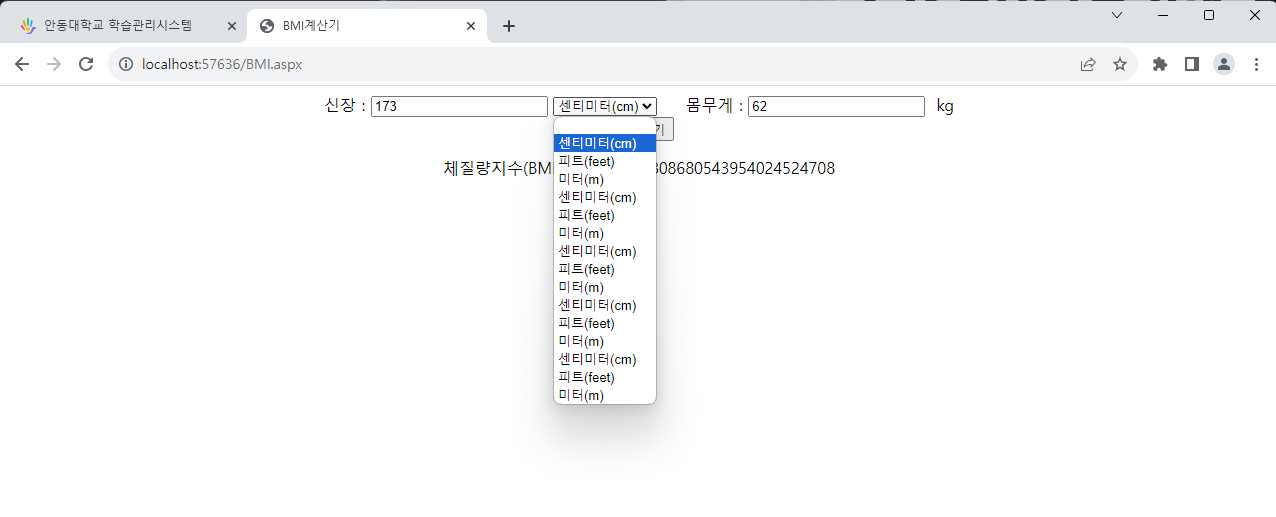 안동대학교 학습관리시스템
BMI계산기
localhost:57636/BMI.aspx
신장 : 173 센티미터(cm) 몸무게 : 62 kg
기
체질량지수(BM 8086805439540245​24708
센티미터(cm)
피트(feet)
미터(m)
센티미터(cm)
피트(feet)
미터(m)
센티미터(cm)
피트(feet)
미터(m)
센티미터(cm)
피트(feet)
미터(m)
센티미터(cm)
피트(feet)
미터(m)